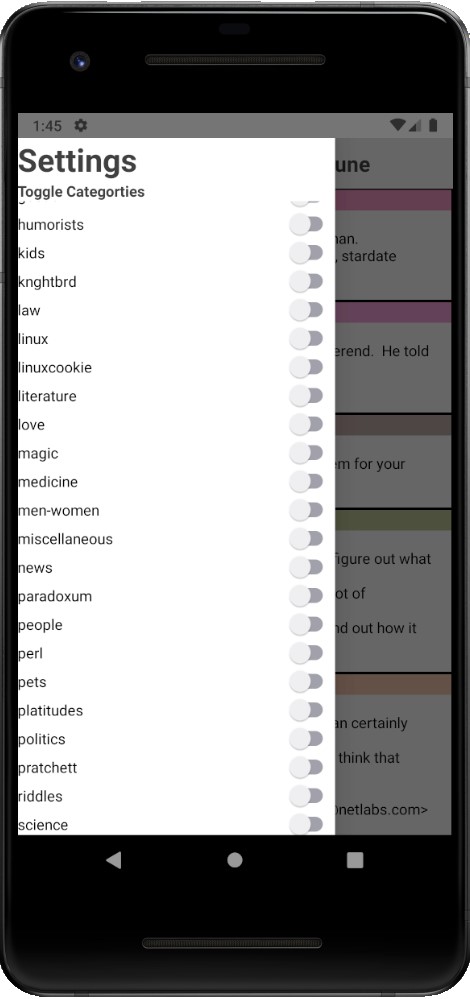 1:45
Settings
Toggle Categorties
humorists
kids
knghtbrd
law
linux
linuxcookie
literature
love
magic
medicine
men-women
miscellaneous
news
paradoxum
people
perl
pets
platitudes
politics
pratchett
riddles
science
une
nan.
, stardate
erend. He told
em for your
figure out what
ot of
nd out how it
an certainly
think that
@netlabs.com>